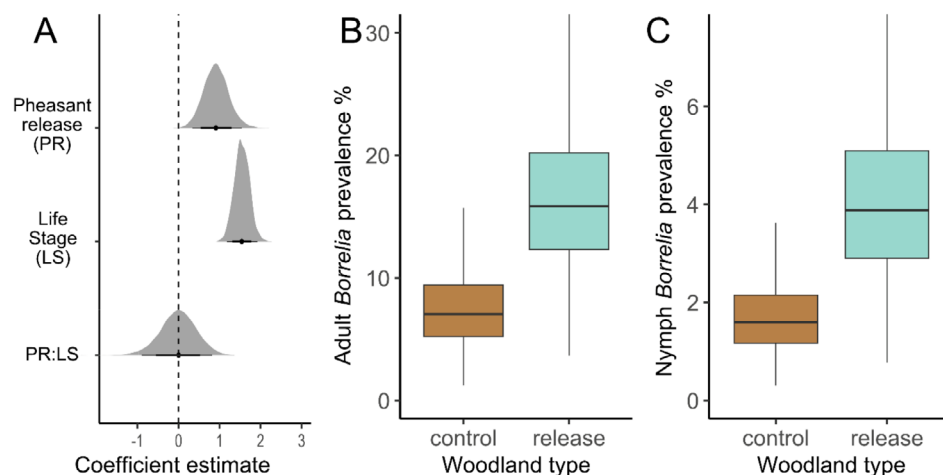 A
Pheasant
release
(PR)
Life
Stage
(LS)
PR:LS
-1 0 1 2 3
Coefficient estimate
B
Adult Borrelia prevalence %
30
20
10
0
control release
Woodland type
C
Nymph Borrelia prevalence %
6
4
2
0
control release
Woodland type